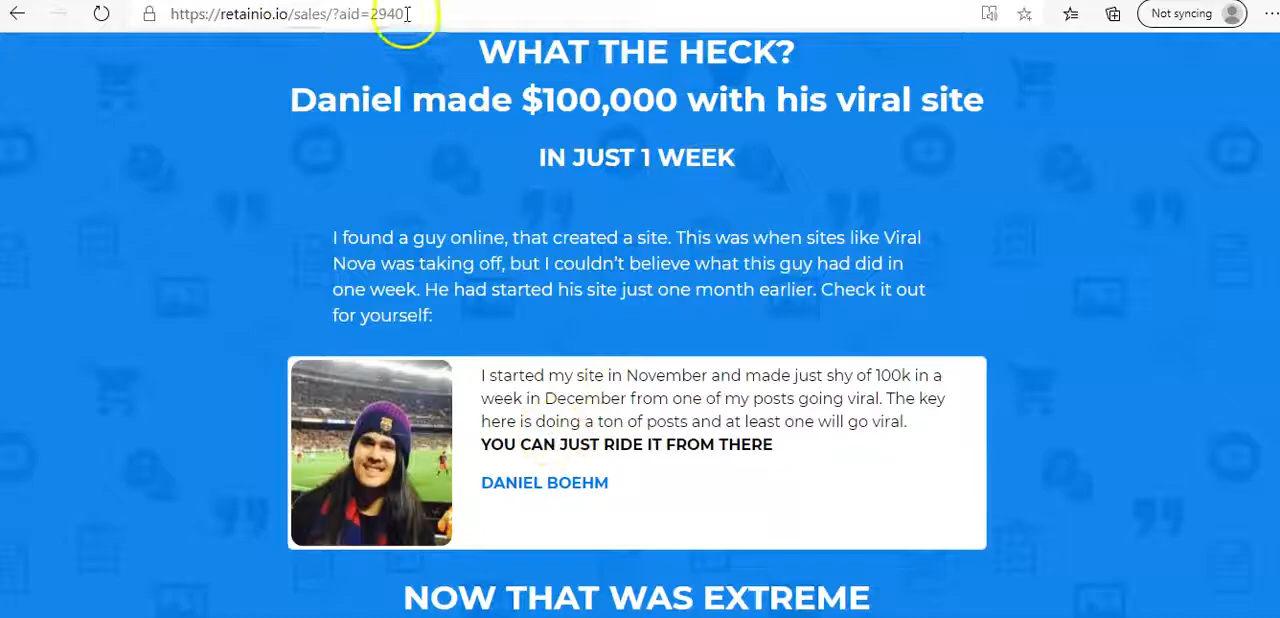 https://retainio.io/sales/?aid=2940
Not syncing
WHAT THE HECK?
Daniel made $100,000 with his viral site
IN JUST 1 WEEK
I found a guy online, that created a site. This was when sites like Viral
Nova was taking off, but I couldn't believe what this guy had did in
one week. He had started his site just one month earlier. Check it out
for yourself:
I started my site in November and made just shy of 100k in a
week in December from one of my posts going viral. The key
here is doing a ton of posts and at least one will go viral.
YOU CAN JUST RIDE IT FROM THERE
DANIEL BOEHM
NOW THAT WAS EXTREME